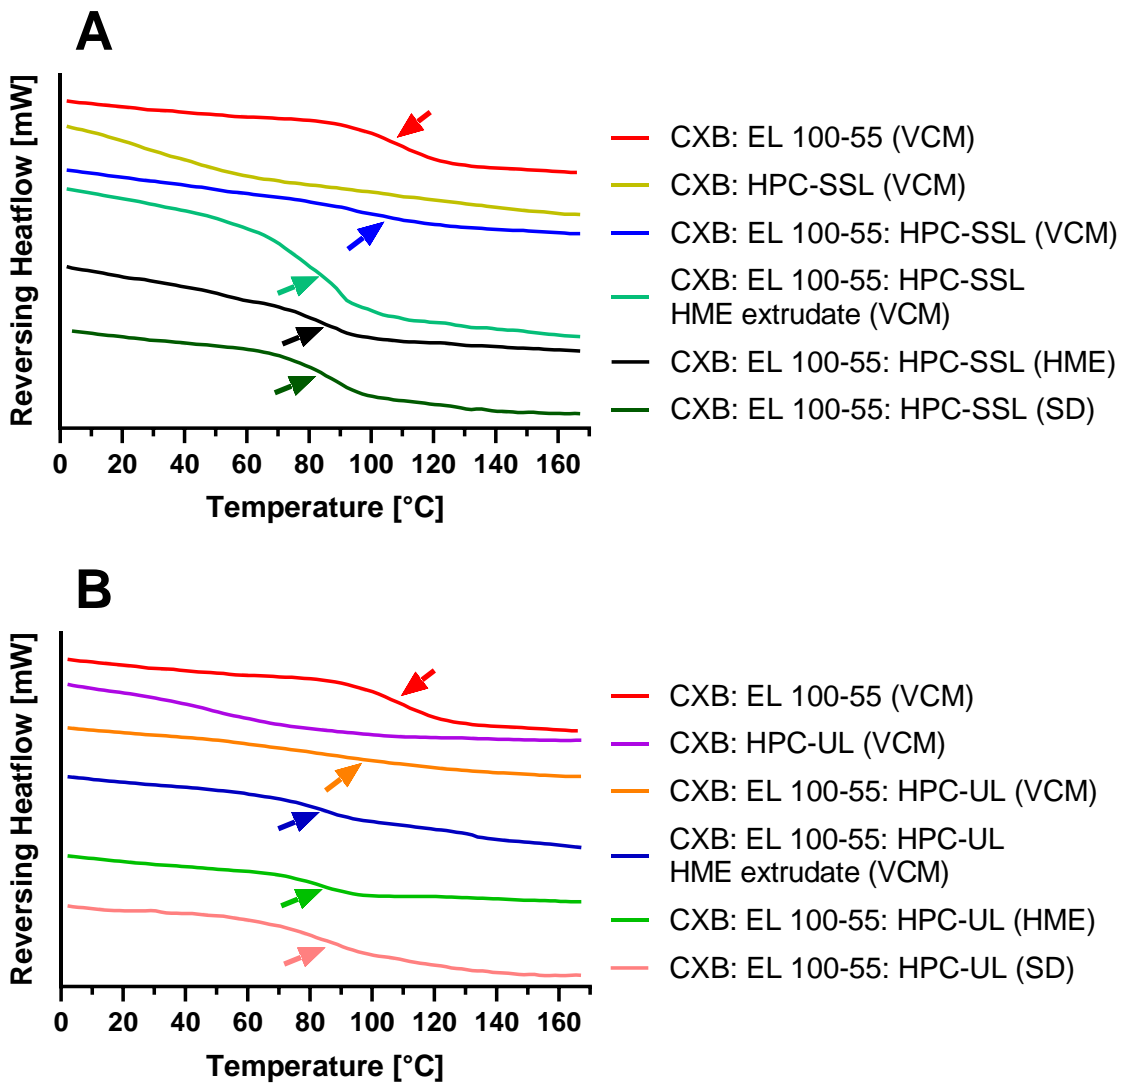 A
Reversing Heatflow [mW]
CXB: EL 100-55 (VCM)
CXB: HPC-SSL (VCM)
CXB: EL 100-55: HPC-SSL (VCM)
CXB: EL 100-55: HPC-SSL
HME extrudate (VCM)
CXB: EL 100-55: HPC-SSL (HME)
CXB: EL 100-55: HPC-SSL (SD)
0 20 40 60 80 100 120 140 160
Temperature [°C]
B
Reversing Heatflow [mW]
CXB: EL 100-55 (VCM)
CXB: HPC-UL (VCM)
CXB: EL 100-55: HPC-UL (VCM)
CXB: EL 100-55: HPC-UL
HME extrudate (VCM)
CXB: EL 100-55: HPC-UL (HME)
CXB: EL 100-55: HPC-UL (SD)
0 20 40 60 80 100 120 140 160
Temperature [°C]